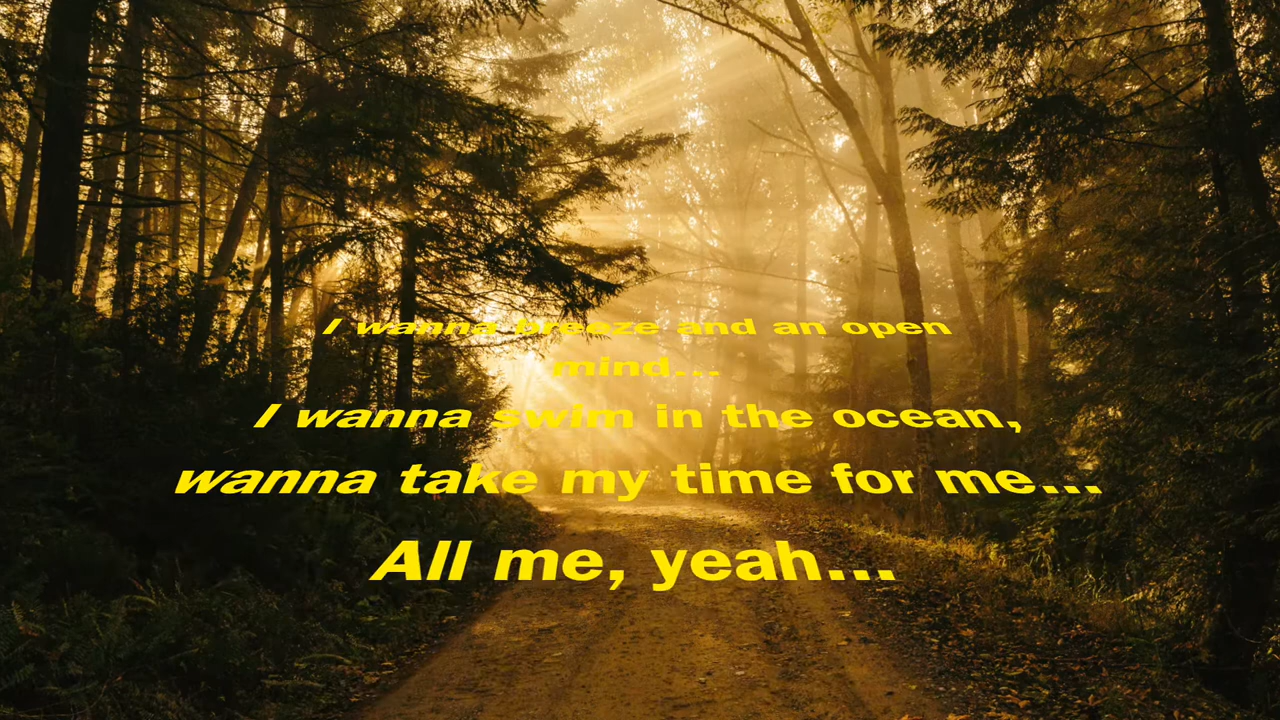 I wanna breeze and an open
mind...
I wanna swim in the ocean,
wanna take my time for me...
All me, yeah...